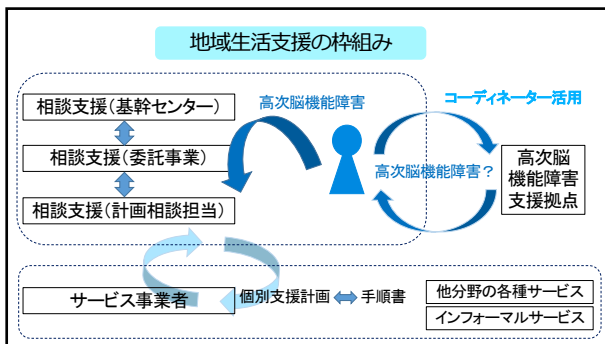 地域生活支援の枠組み
相談支援(基幹センター)
高次脳機能障害
コーディネーター活用
相談支援(委託事業)
高次脳機能障害?
高次脳
機能障害
支援拠点
相談支援(計画相談担当)
サービス事業者
個別支援計画
手順書
他分野の各種サービス
インフォーマルサービス